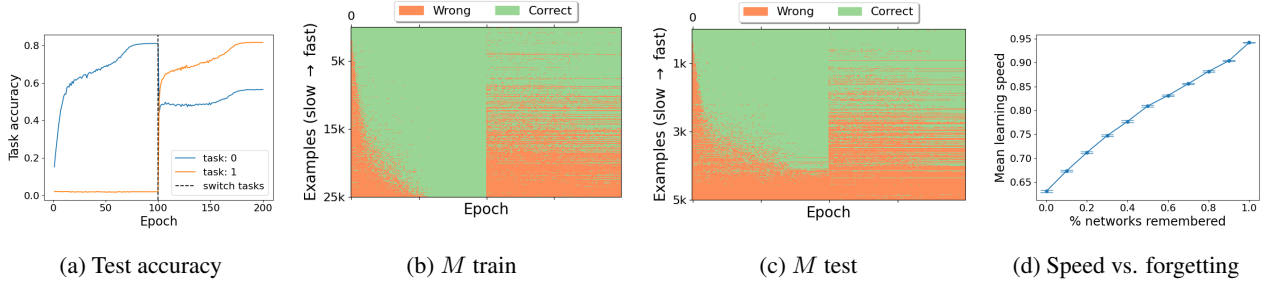 Task accuracy
0.8
0.6
0.4
0.2
0.0
task: 0
task: 1
switch tasks
0
50
100
150
200
Epoch
(a) Test accuracy
Wrong
Correct
0
Examples (slow → fast)
5k
15k
25k
Epoch
(b) M train
Wrong
Correct
0
Examples (slow → fast)
1k
3k
5k
Epoch
(c) M test
Mean learning speed
0.95
0.90
0.85
0.80
0.75
0.70
0.65
0.0
0.2
0.4
0.6
0.8
1.0
% networks remembered
(d) Speed vs. forgetting